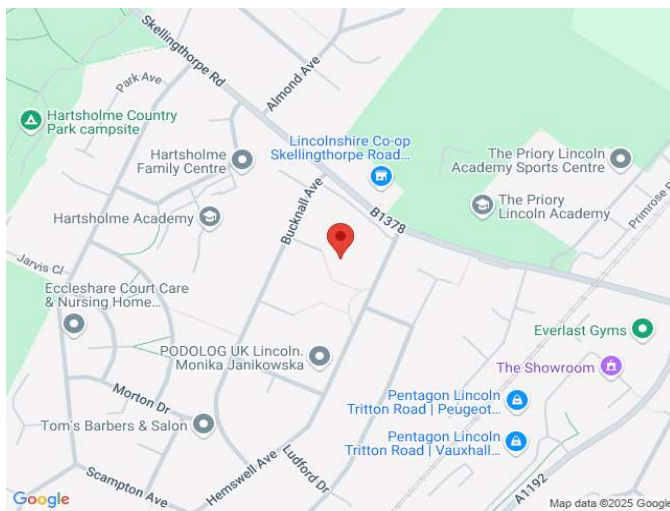 Skellingthorpe Rd
Park Ave
Almond Ave
Hartsholme Country
Park campsite
Hartsholme
Family Centre
Lincolnshire Co-op
Skellingthorpe Road...
The Priory Lincoln
Academy Sports Centre
Hartsholme Academy
Bucknall Ave
B1378
The Priory
Lincoln Academy
Jarvis Cl
Eccleshare Court Care
& Nursing Home...
Everlast Gyms
PODOLOG UK Lincoln.
Monika Janikowska
The Showroom
Morton Dr
Pentagon Lincoln
Tritton Road | Peugeot...
Tom's Barbers & Salon
Pentagon Lincoln
Tritton Road | Vauxhall...
Scampton Ave
Hemswell Ave
Ludford Dr
A1192
Google
Map data ©2025 Google